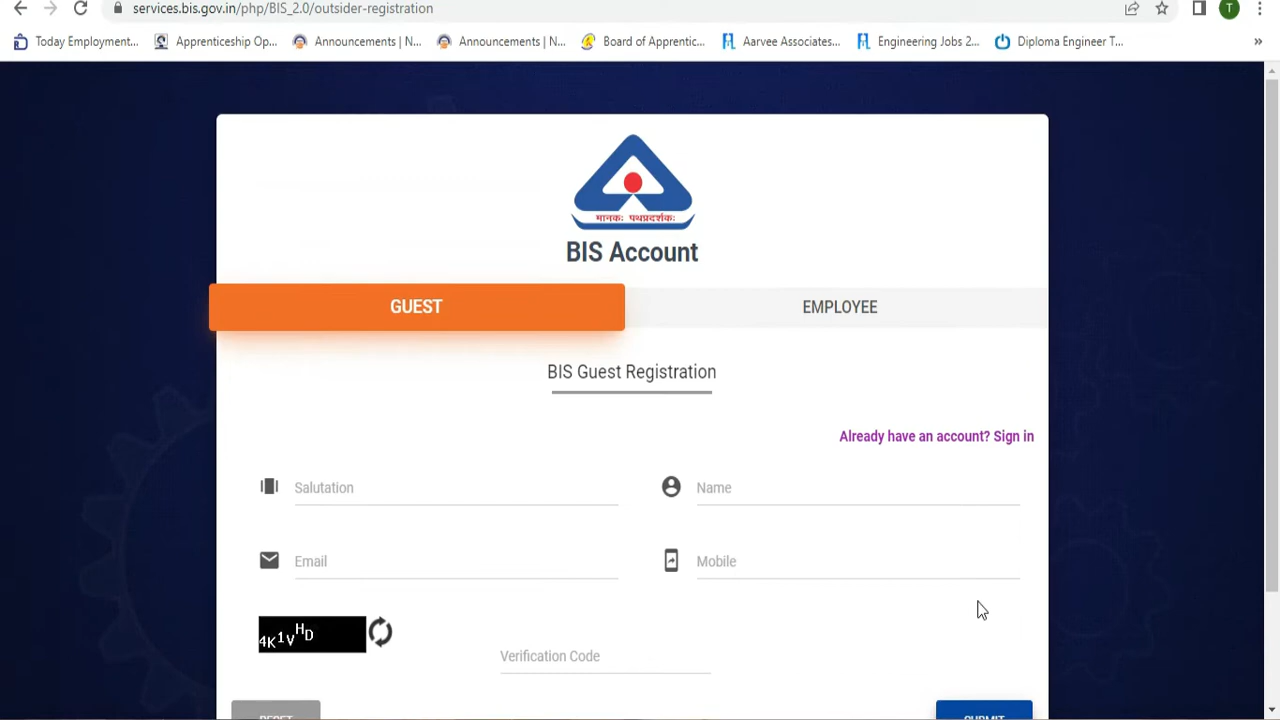 services.bis.gov.in/php/BIS_2.0/outsider-registration
T
Today Employment... Apprenticeship Op... Announcements | N... Announcements | N... Board of Apprentic... Aarvee Associates... Engineering Jobs 2... Diploma Engineer T... »
मानकः पथप्रदर्शकः
BIS Account
GUEST EMPLOYEE
BIS Guest Registration
Already have an account? Sign in
Salutation Name
Email Mobile
4K1VHD
Verification Code
RESET SUBMIT